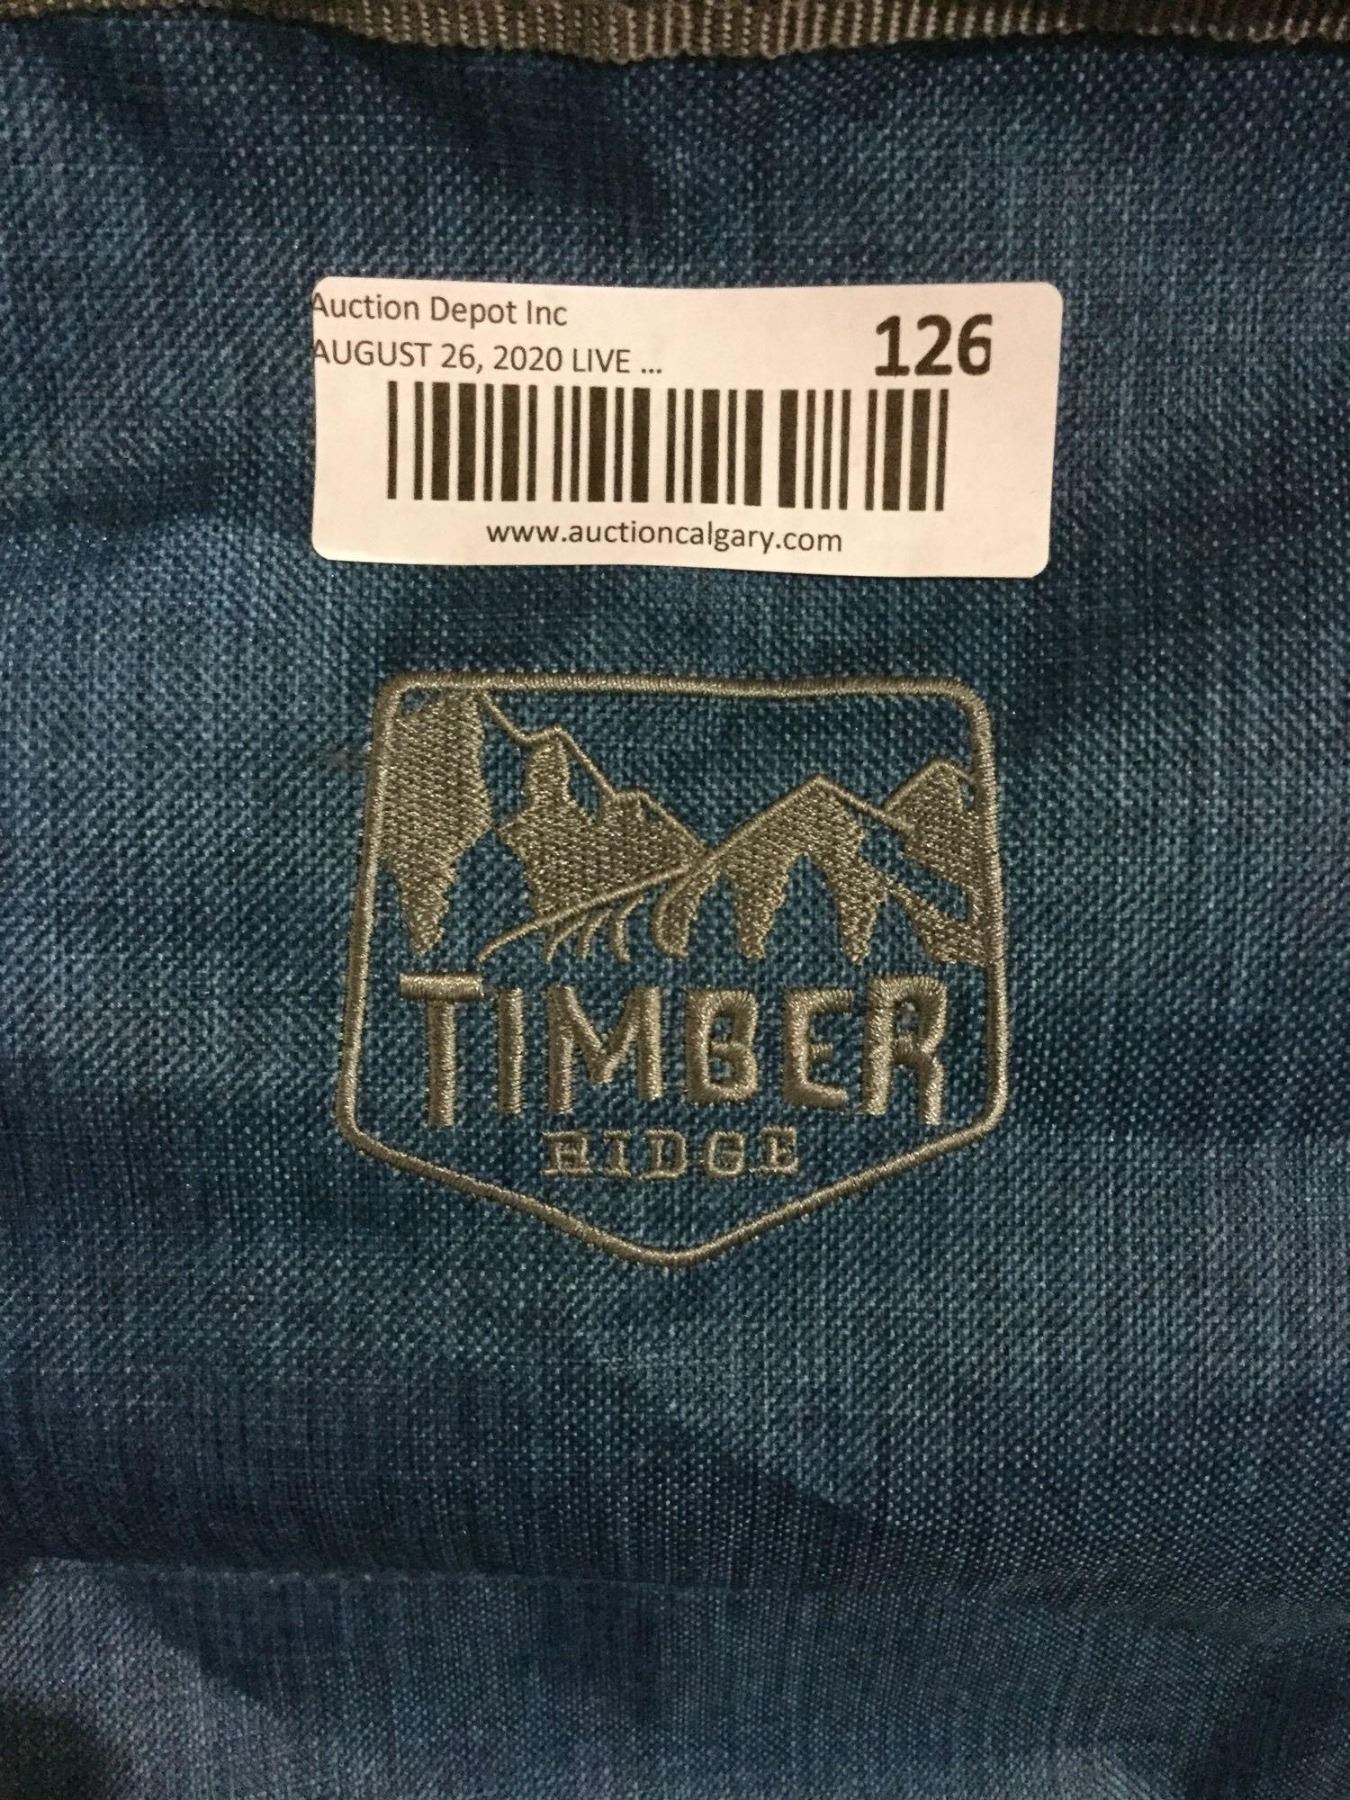 Auction Depot Inc
126
AUGUST 26, 2020 LIVE ...
www.auctioncalgary.com
TIMBER
RIDGE